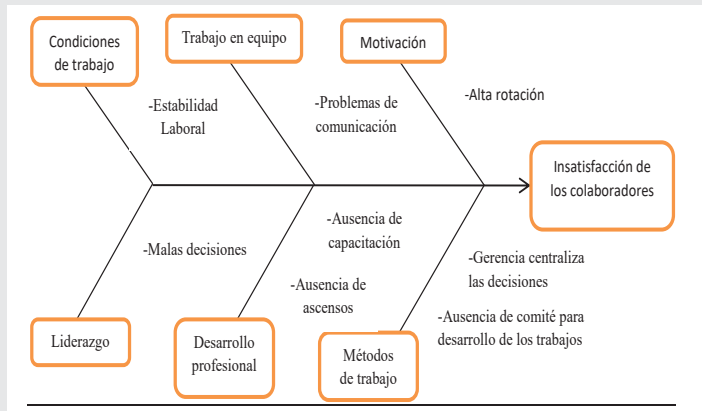 Condiciones
de trabajo
Trabajo en equipo
Motivación
-Estabilidad
Laboral
-Problemas de
comunicación
-Alta rotación
Insatisfacción de
los colaboradores
-Malas decisiones
-Ausencia de
capacitación
-Ausencia de
ascensos
-Gerencia centraliza
las decisiones
-Ausencia de comité para
desarrollo de los trabajos
Liderazgo
Desarrollo
profesional
Métodos
de trabajo